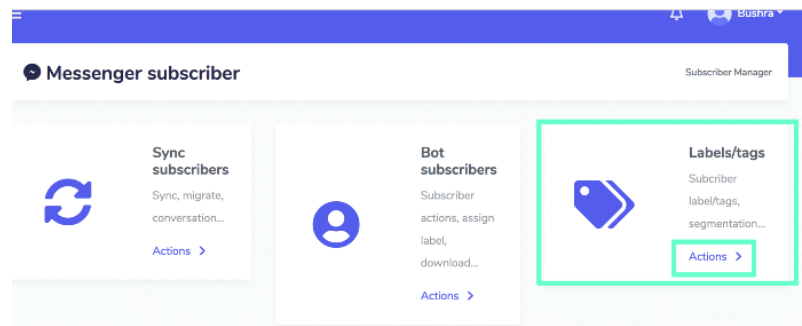 Bushra
Messenger subscriber
Subscriber Manager
Sync
subscribers
Sync, migrate,
conversation...
Actions >
Bot
subscribers
Subscriber
actions, assign
label,
download...
Actions >
Labels/tags
Subcriber
label/tags,
segmentation...
Actions >